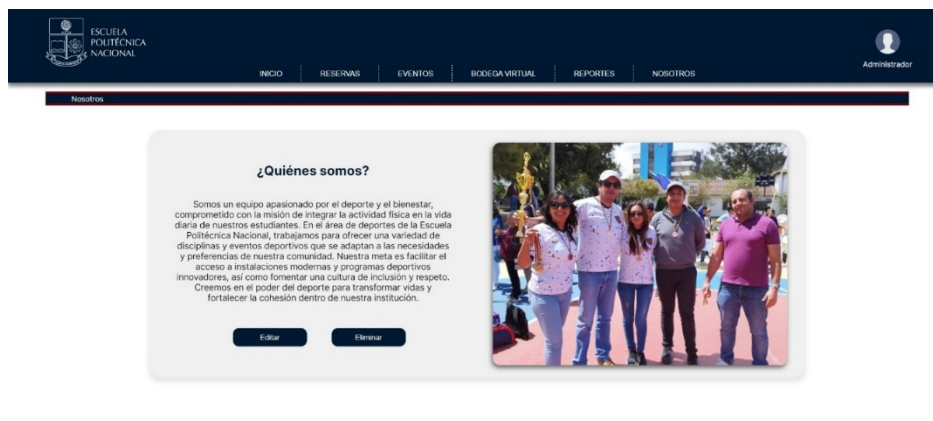 ESCUELA
POLITÉCNICA
NACIONAL
Administrador
INICIO RESERVAS EVENTOS BODEGA VIRTUAL REPORTES NOSOTROS
Nosotros
¿Quiénes somos?
Somos un equipo apasionado por el deporte y el bienestar,
comprometido con la misión de integrar la actividad física en la vida
diaria de nuestros estudiantes. En el área de deportes de la Escuela
Politécnica Nacional, trabajamos para ofrecer una variedad de
disciplinas y eventos deportivos que se adaptan a las necesidades
y preferencias de nuestra comunidad. Nuestra meta es facilitar el
acceso a instalaciones modernas y programas deportivos
innovadores, así como fomentar una cultura de inclusión y respeto.
Creemos en el poder del deporte para transformar vidas y
fortalecer la cohesión dentro de nuestra institución.
Editar Eliminar